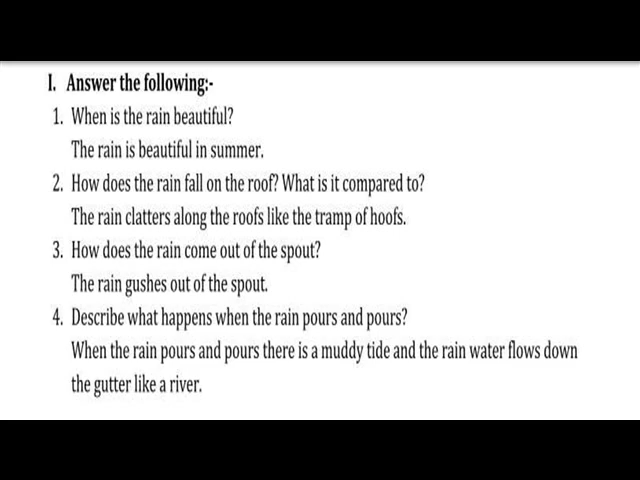 I. Answer the following:-
1. When is the rain beautiful?
The rain is beautiful in summer.
2. How does the rain fall on the roof? What is it compared to?
The rain clatters along the roofs like the tramp of hoofs.
3. How does the rain come out of the spout?
The rain gushes out of the spout.
4. Describe what happens when the rain pours and pours?
When the rain pours and pours there is a muddy tide and the rain water flows down
the gutter like a river.